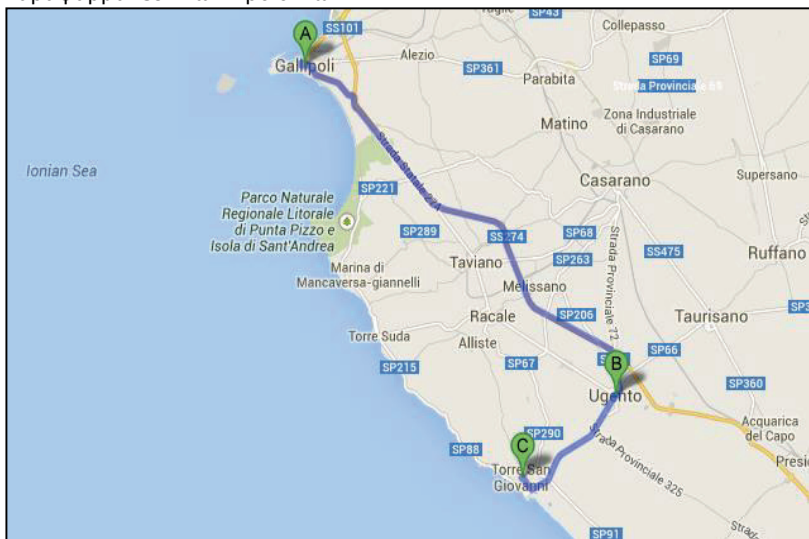 A
Gallipoli
SS101
SP43
Collepasso
Alezio
SP361
SP69
Parabita
Strada Provinciale 69
Matino
Zona Industriale
di Casarano
Ionian Sea
Strada Statale 274
Casarano
Supersano
SP221
Parco Naturale
Regionale Litorale
di Punta Pizzo e
Isola di Sant'Andrea
SP289
SS274
SP68
Strada Provinciale 72
SS475
Ruffano
Taviano
SP263
Marina di
Mancaversa-giannelli
Melissano
Racale
SP206
Taurisano
Torre Suda
Alliste
SP66
SP215
SP67
B
Ugento
SP360
Acquarica
del Capo
SP290
C
SP88
Torre San
Giovanni
Strada Provinciale 325
SP91